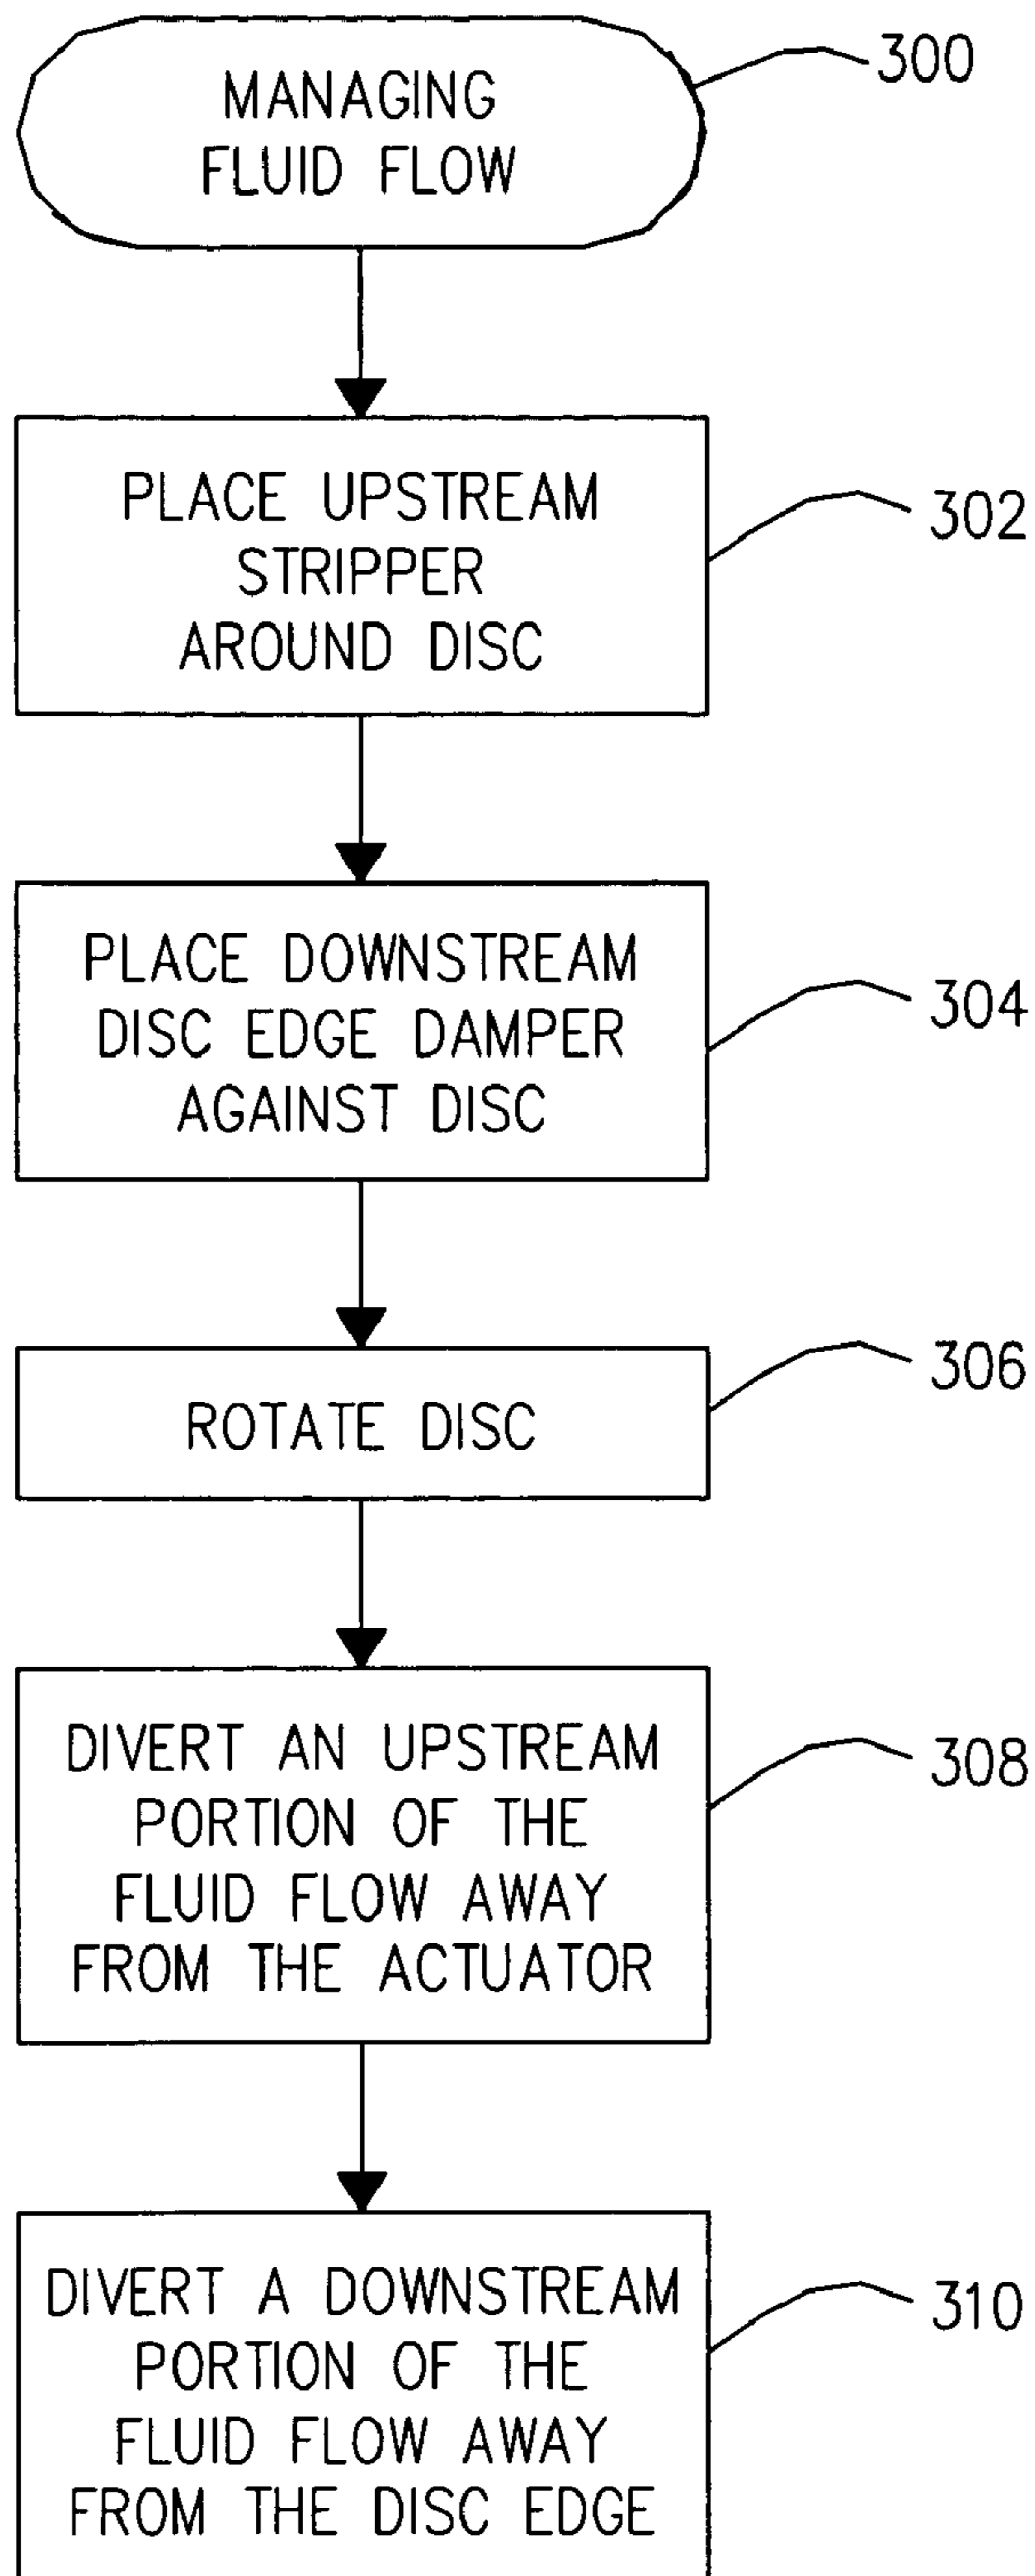 MANAGING
FLUID FLOW
300
PLACE UPSTREAM
STRIPPER
AROUND DISC
302
PLACE DOWNSTREAM
DISC EDGE DAMPER
AGAINST DISC
304
ROTATE DISC
306
DIVERT AN UPSTREAM
PORTION OF THE
FLUID FLOW AWAY
FROM THE ACTUATOR
308
DIVERT A DOWNSTREAM
PORTION OF THE
FLUID FLOW AWAY
FROM THE DISC EDGE
310